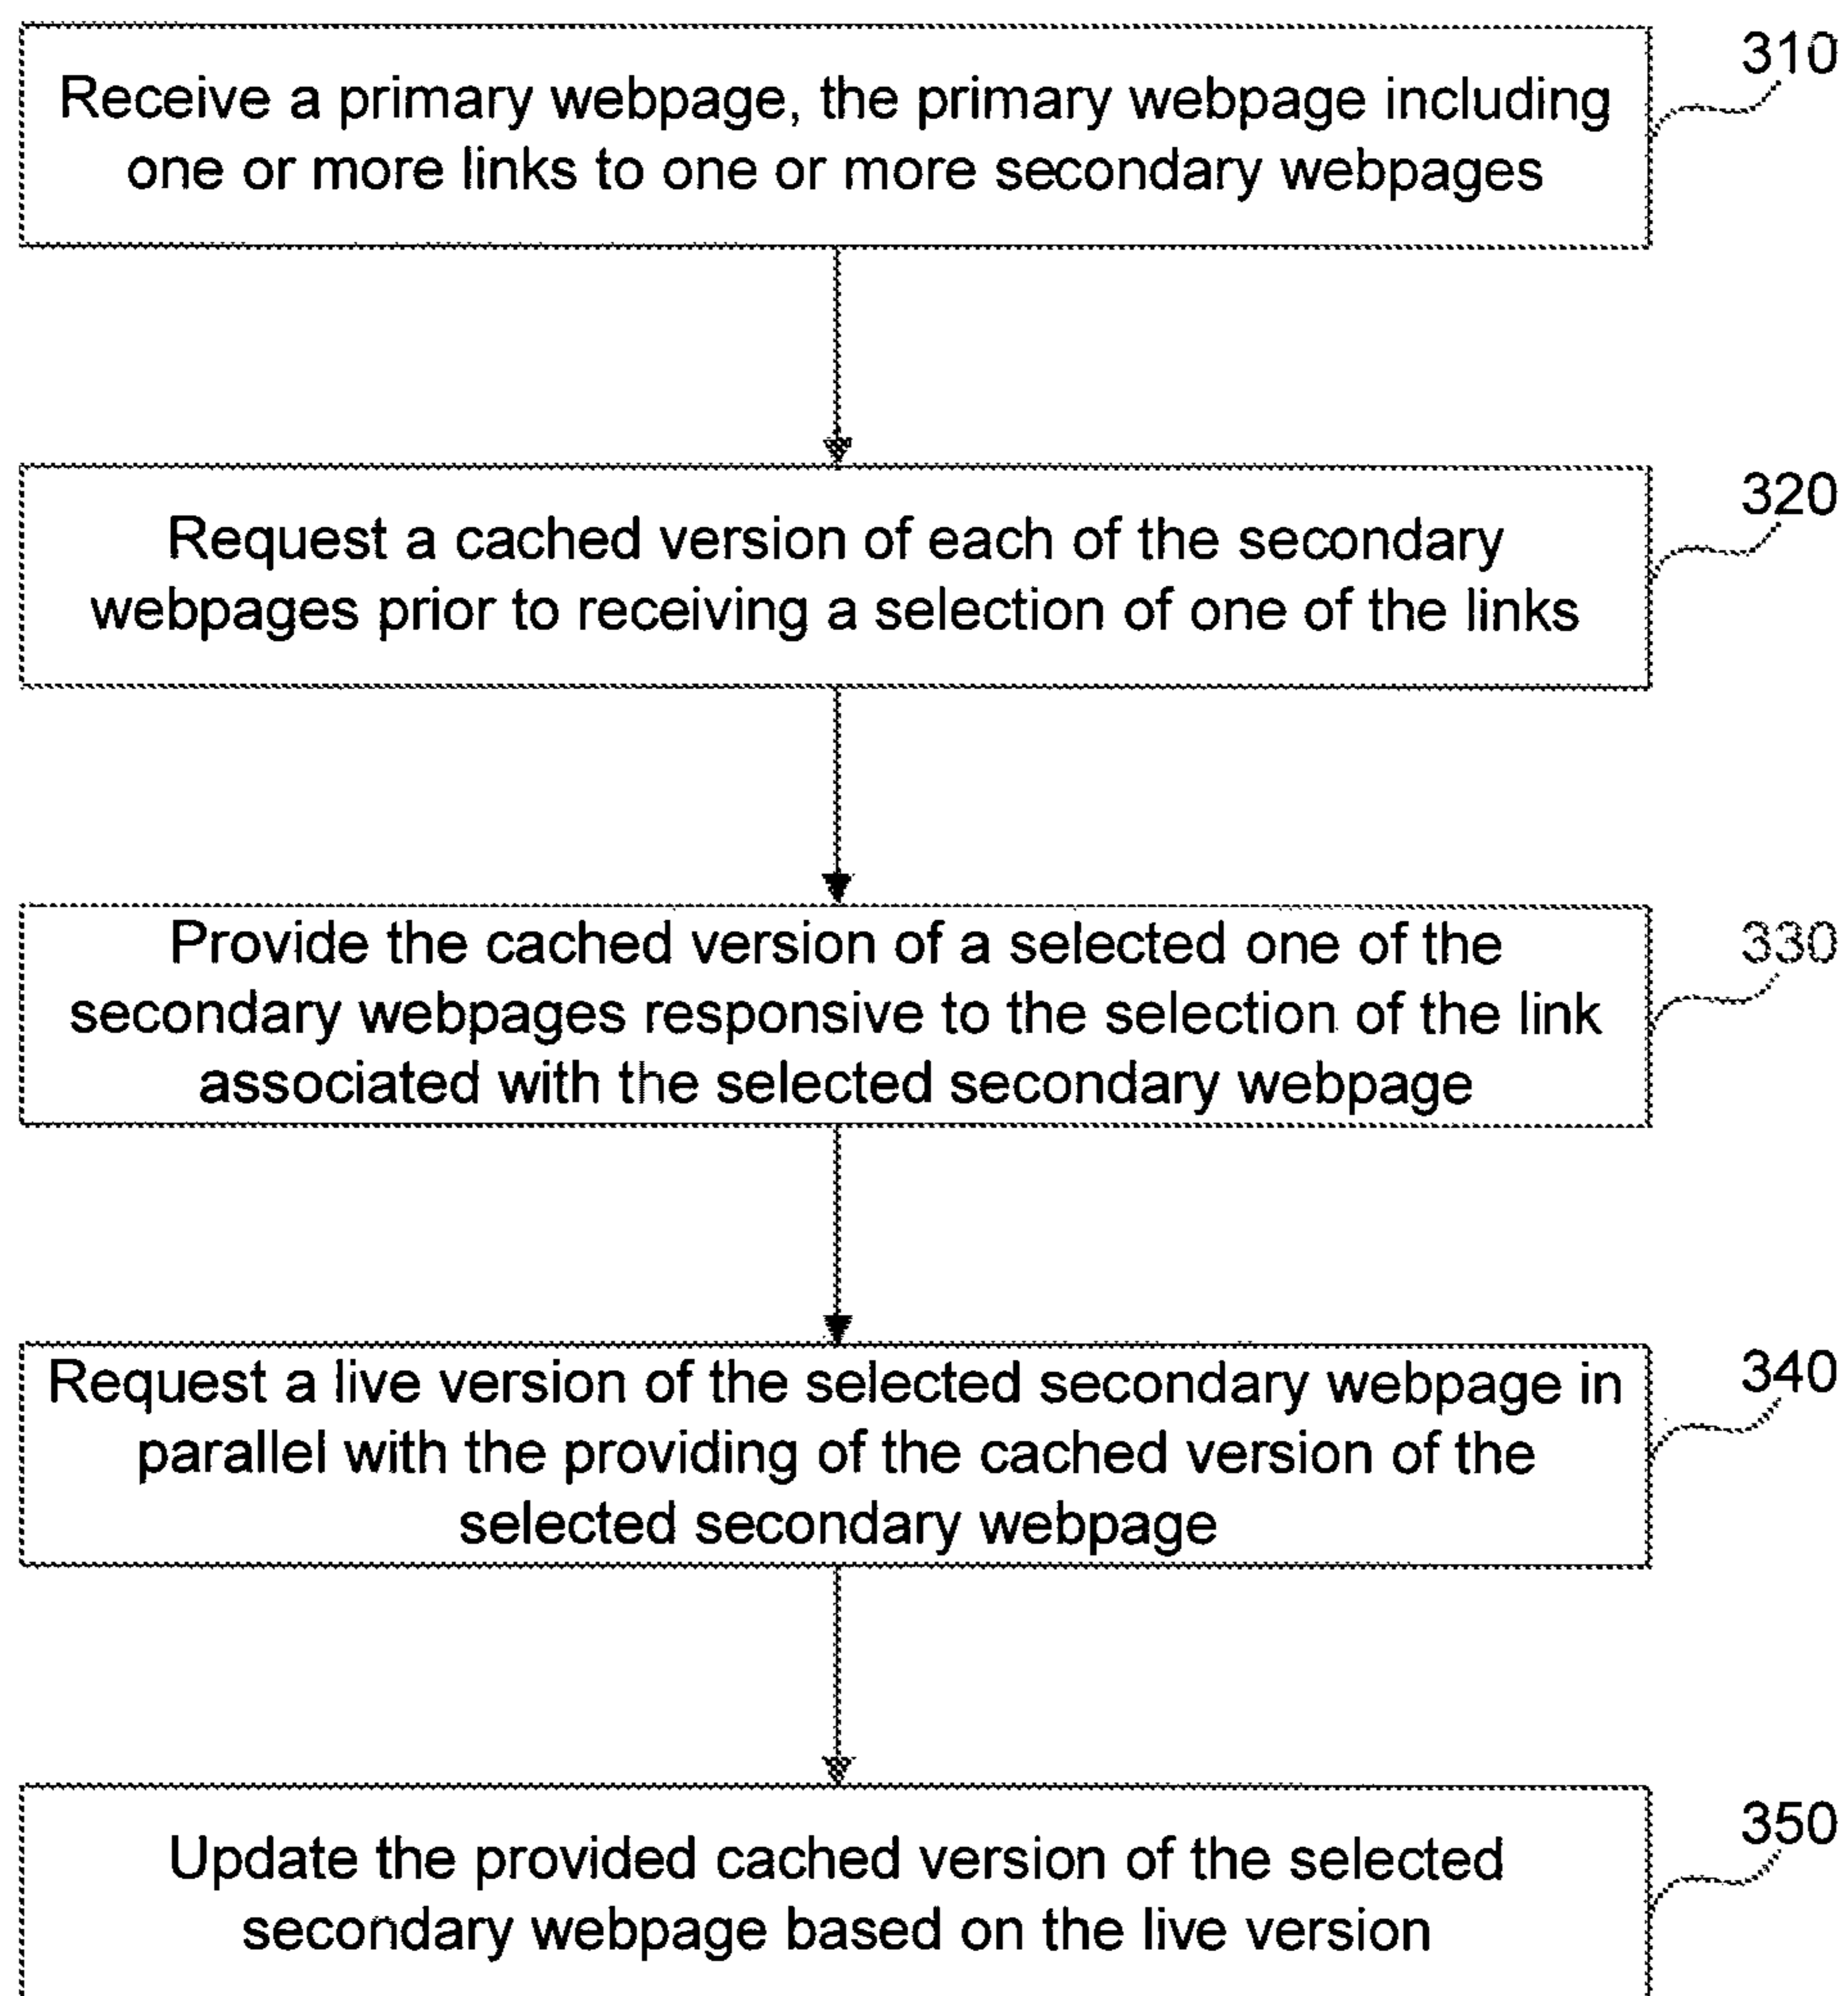 310
Receive a primary webpage, the primary webpage including
one or more links to one or more secondary webpages
320
Request a cached version of each of the secondary
webpages prior to receiving a selection of one of the links
330
Provide the cached version of a selected one of the
secondary webpages responsive to the selection of the link
associated with the selected secondary webpage
340
Request a live version of the selected secondary webpage in
parallel with the providing of the cached version of the
selected secondary webpage
350
Update the provided cached version of the selected
secondary webpage based on the live version